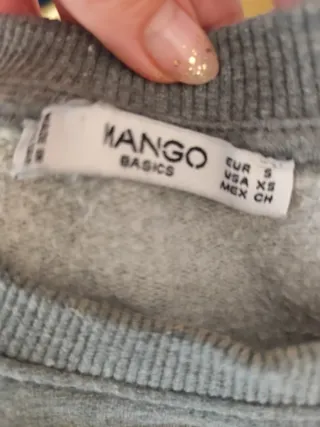 MANGO
BASICS
EUR S
USA XS
MEX CH